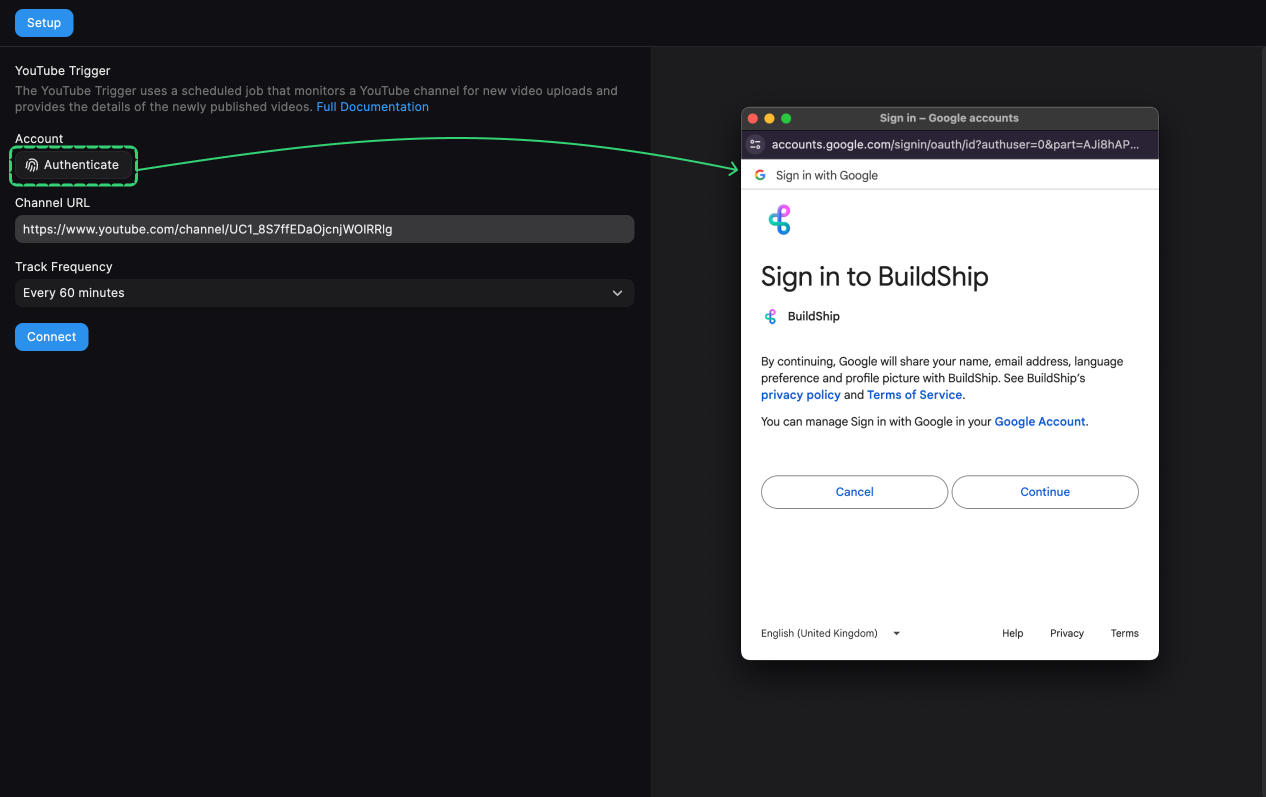 Setup
YouTube Trigger
The YouTube Trigger uses a scheduled job that monitors a YouTube channel for new video uploads and
provides the details of the newly published videos. Full Documentation
Account
Authenticate
Channel URL
https://www.youtube.com/channel/UC1_8S7ffEDaOjcnjWOIRRlg
Track Frequency
Every 60 minutes
Connect
Sign in – Google accounts
accounts.google.com/signin/oauth/id?authuser=0&part=AJi8hAP...
Sign in with Google
Sign in to BuildShip
BuildShip
By continuing, Google will share your name, email address, language
preference and profile picture with BuildShip. See BuildShip's
privacy policy and Terms of Service.
You can manage Sign in with Google in your Google Account.
Cancel
Continue
English (United Kingdom)
Help
Privacy
Terms